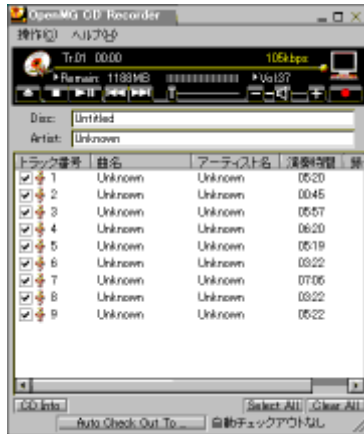 OpenMG CD Recorder
操作(O) ヘルプ(H)
Tr.01 00:00 105kbps
Remain: 1188MB Vol.37
Disc: Untitled
Artist: Unknown
トラック番号 曲名 アーティスト名 演奏時間 録
1 Unknown Unknown 05:20
2 Unknown Unknown 00:45
3 Unknown Unknown 05:57
4 Unknown Unknown 06:20
5 Unknown Unknown 05:19
6 Unknown Unknown 03:22
7 Unknown Unknown 07:06
8 Unknown Unknown 03:22
9 Unknown Unknown 05:22
CD Info. Select All Clear All
Auto Check Out To ... 自動チェックアウトなし